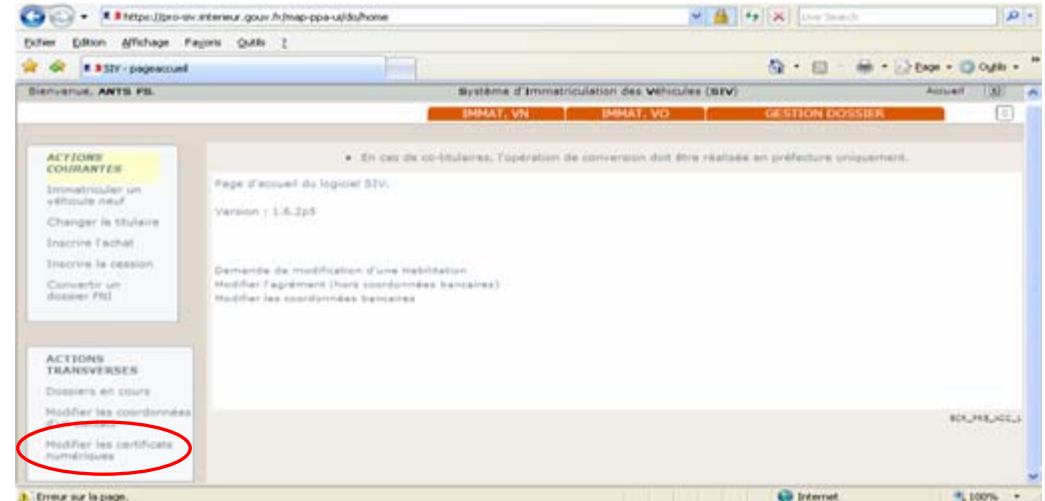 https://pro-siv.interieur.gouv.fr/map-ppa-ui/do/home
Live Search
Fichier Edition Affichage Favoris Outils ?
SIV - pageaccueil
Page Outils
Bienvenue, ANTS FS.
Système d'Immatriculation des Véhicules (SIV)
Accueil
IMMAT. VN IMMAT. VO GESTION DOSSIER
ACTIONS
COURANTES
Immatriculer un
véhicule neuf
Changer le titulaire
Inscrire l'achat
Inscrire la cession
Convertir un
dossier FNI
• En cas de co-titulaires, l'opération de conversion doit être réalisée en préfecture uniquement.
Page d'accueil du logiciel SIV.
Version : 1.6.2p5
Demande de modification d'une Habilitation
Modifier l'agrément (hors coordonnées bancaires)
Modifier les coordonnées bancaires
ACTIONS
TRANSVERSES
Dossiers en cours
Modifier les coordonnées
Modifier les certificats
numériques
Erreur sur la page.
Internet
100%